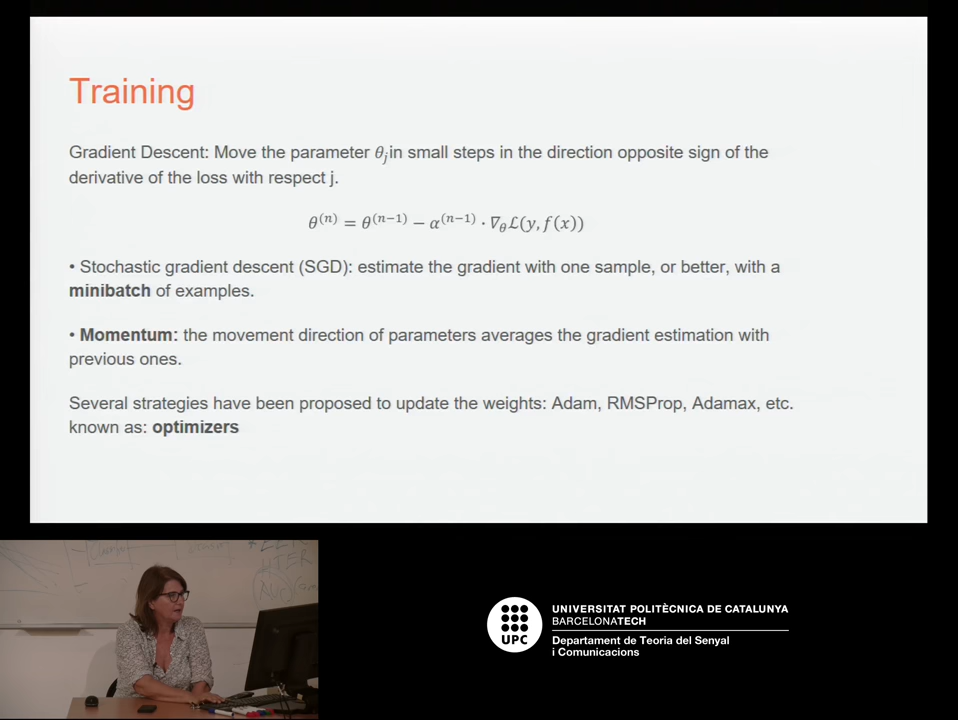 Training
Gradient Descent: Move the parameter θⱼin small steps in the direction opposite sign of the
derivative of the loss with respect j.
θ⁽ⁿ⁾ = θ⁽ⁿ⁻¹⁾ − α⁽ⁿ⁻¹⁾ · ∇_θ ℒ(y, f(x))
• Stochastic gradient descent (SGD): estimate the gradient with one sample, or better, with a
minibatch of examples.
• Momentum: the movement direction of parameters averages the gradient estimation with
previous ones.
Several strategies have been proposed to update the weights: Adam, RMSProp, Adamax, etc.
known as: optimizers
UPC
UNIVERSITAT POLITÈCNICA DE CATALUNYA
BARCELONATECH
Departament de Teoria del Senyal
i Comunicacions